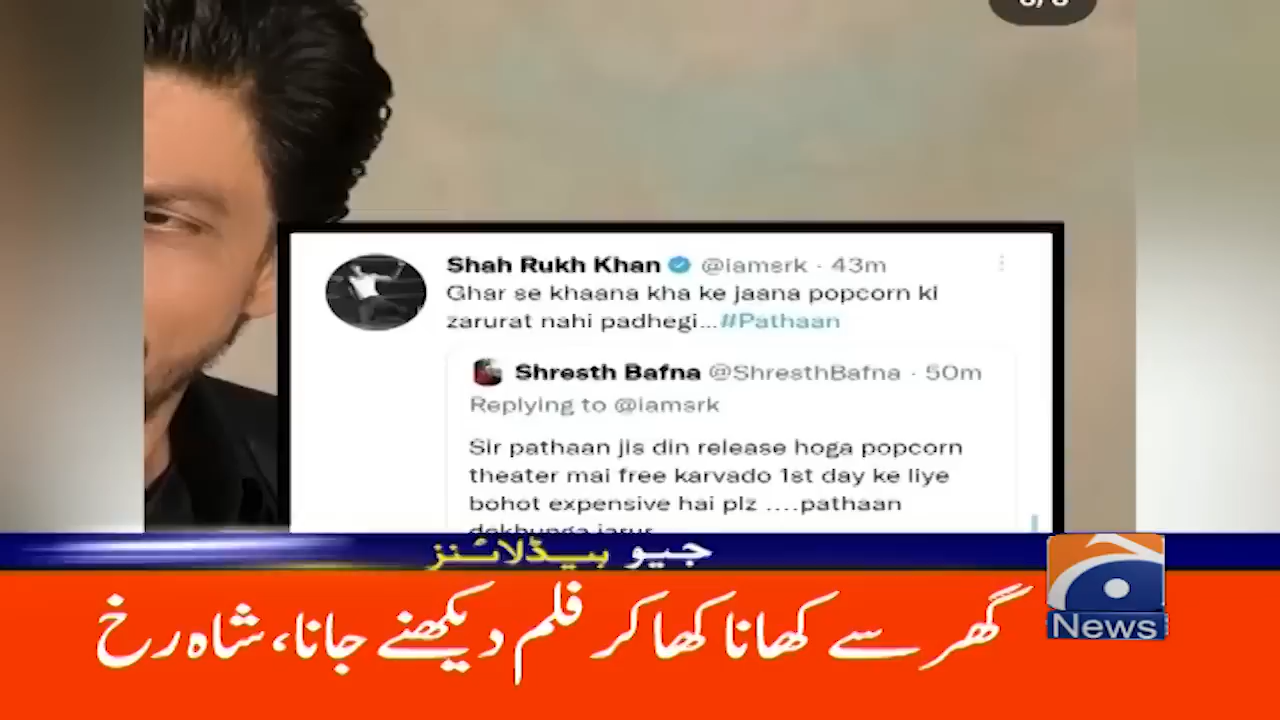 Shah Rukh Khan @iamsrk · 43m
Ghar se khaana kha ke jaana popcorn ki
zarurat nahi padhegi...#Pathaan
Shresth Bafna @ShresthBafna · 50m
Replying to @iamsrk
Sir pathaan jis din release hoga popcorn
theater mai free karvado 1st day ke liye
bohot expensive hai plz ....pathaan
جیو ہیڈلائنز
گھر سے کھانا کھا کر فلم دیکھنے جانا، شاہ رخ
News